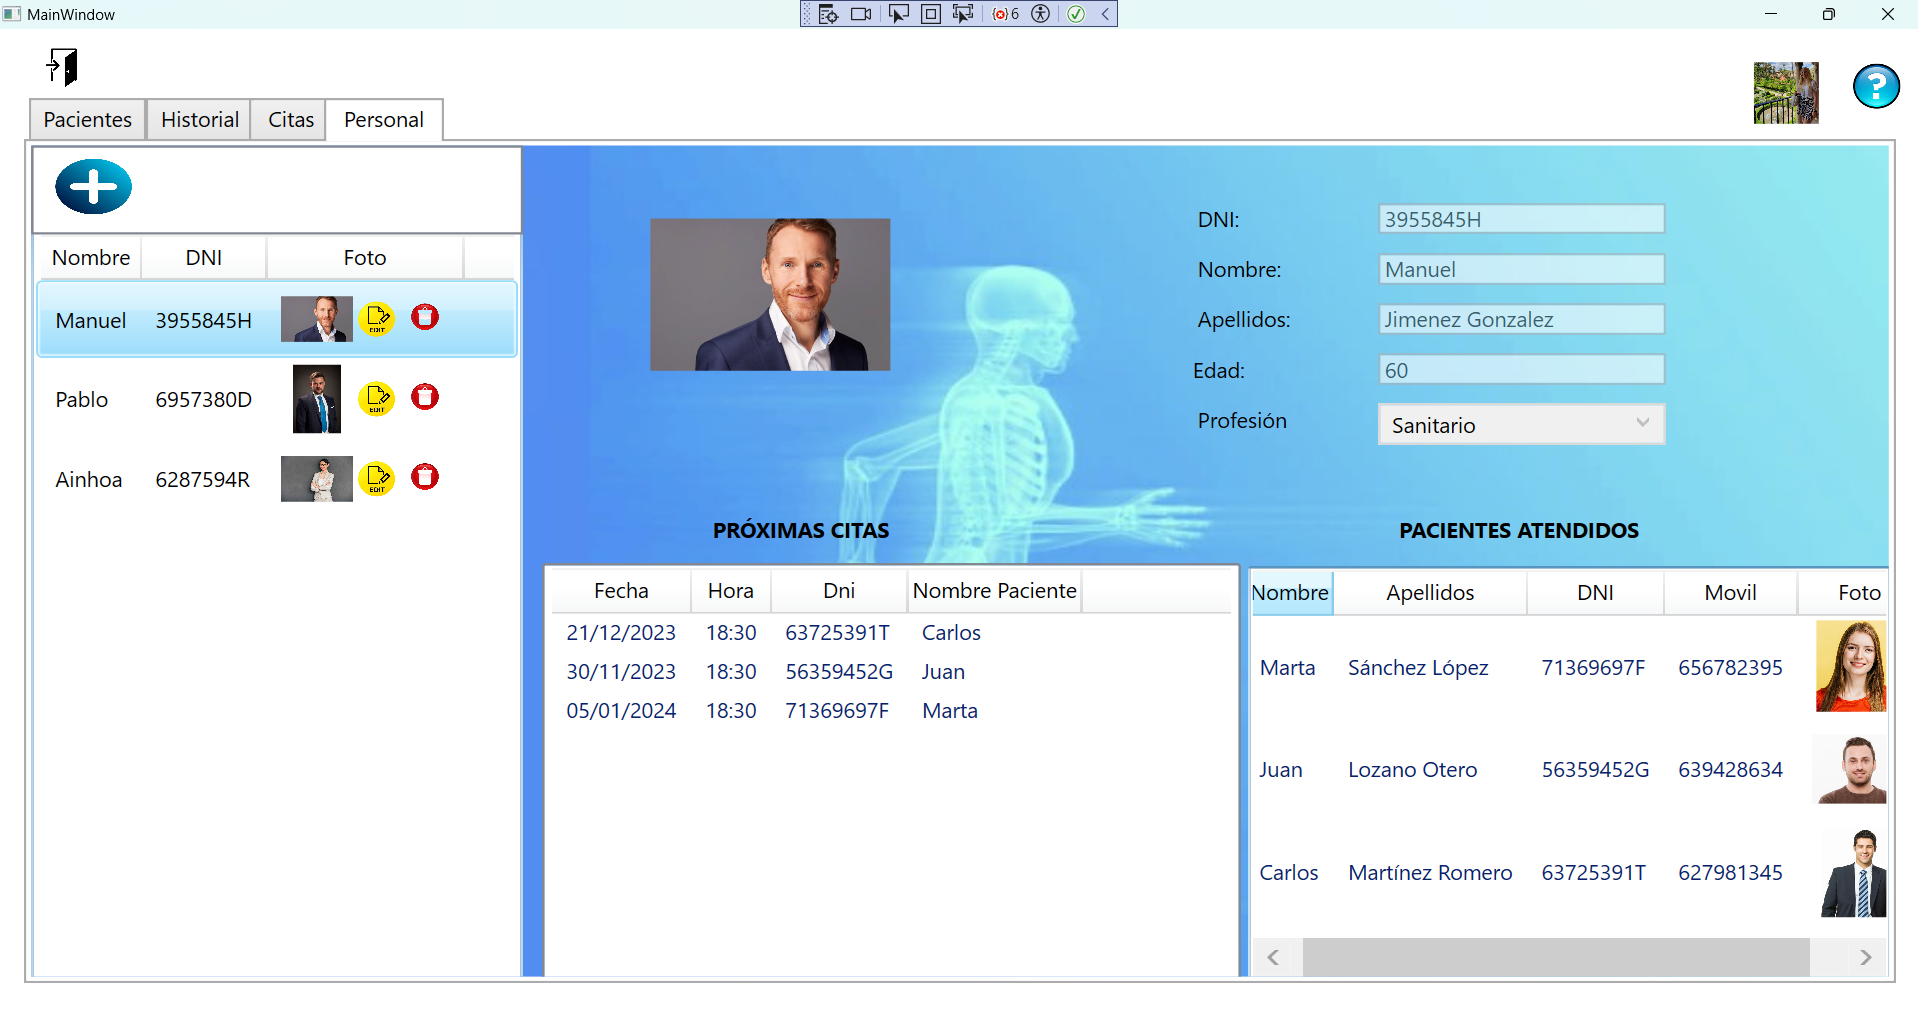 MainWindow
6
Pacientes Historial Citas Personal
?
Nombre DNI Foto
Manuel 3955845H EDIT
Pablo 6957380D EDIT
Ainhoa 6287594R EDIT
DNI: 3955845H
Nombre: Manuel
Apellidos: Jimenez Gonzalez
Edad: 60
Profesión Sanitario
PRÓXIMAS CITAS
Fecha Hora Dni Nombre Paciente
21/12/2023 18:30 63725391T Carlos
30/11/2023 18:30 56359452G Juan
05/01/2024 18:30 71369697F Marta
PACIENTES ATENDIDOS
Nombre Apellidos DNI Movil Foto
Marta Sánchez López 71369697F 656782395
Juan Lozano Otero 56359452G 639428634
Carlos Martínez Romero 63725391T 627981345